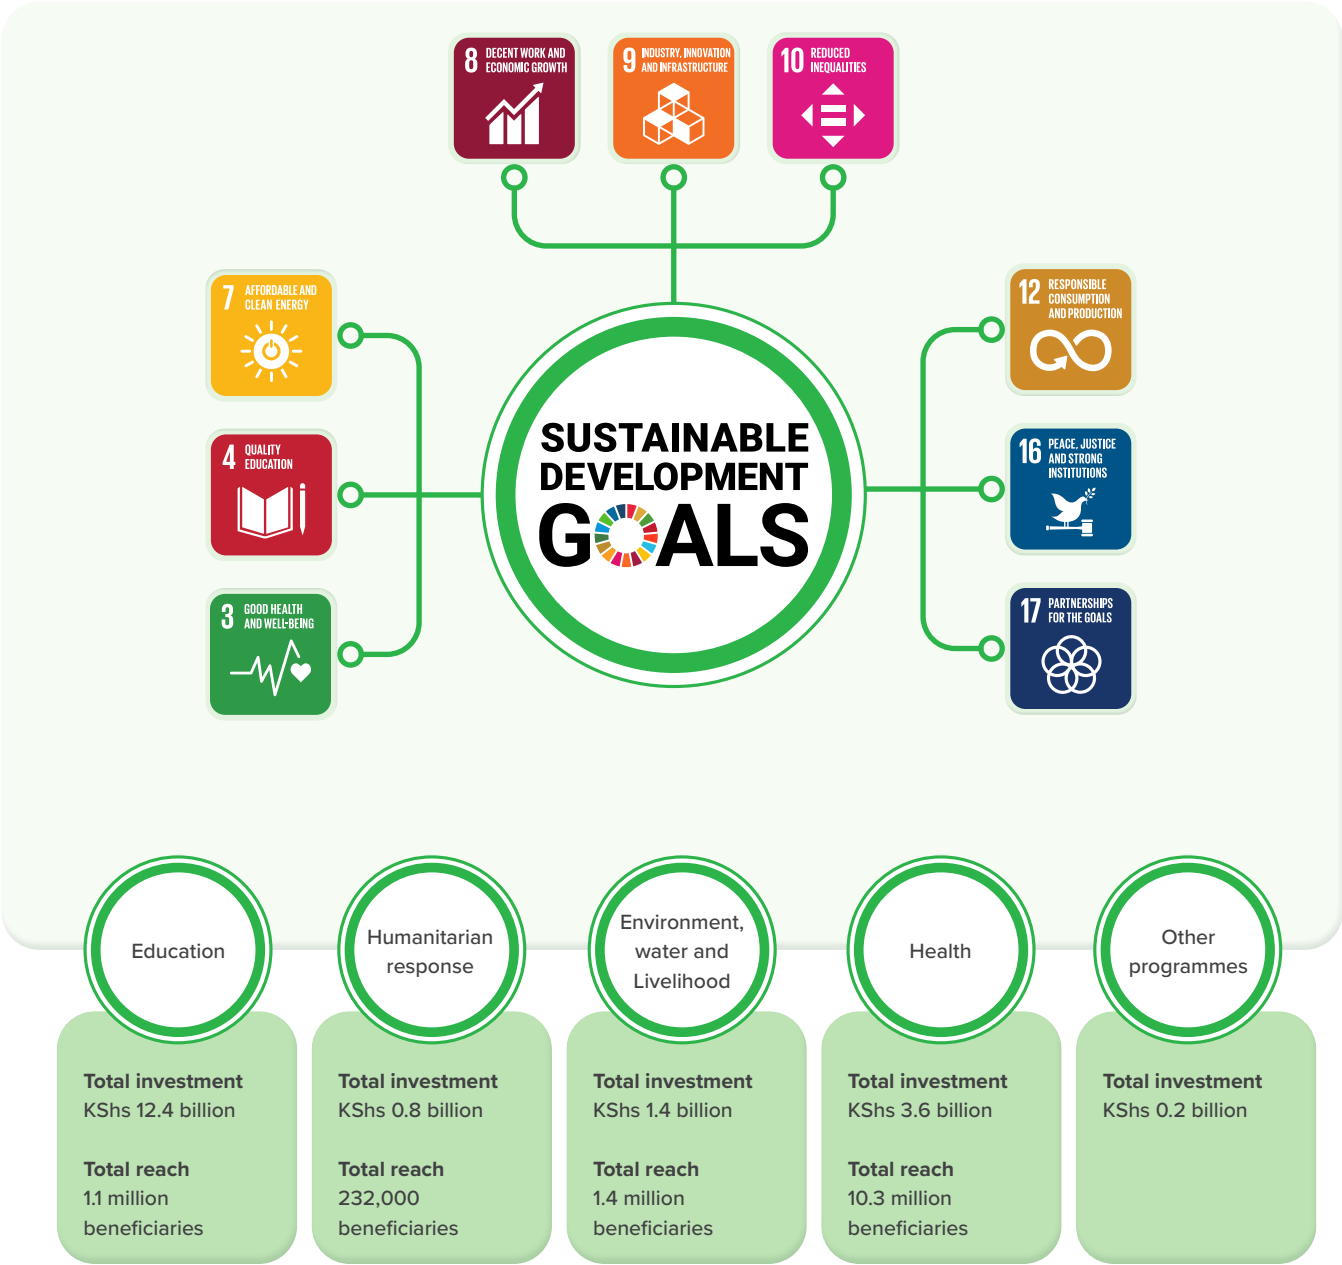 8 DECENT WORK AND
ECONOMIC GROWTH
9 INDUSTRY, INNOVATION
AND INFRASTRUCTURE
10 REDUCED
INEQUALITIES
7 AFFORDABLE AND
CLEAN ENERGY
4 QUALITY
EDUCATION
3 GOOD HEALTH
AND WELL-BEING
SUSTAINABLE
DEVELOPMENT
GOALS
12 RESPONSIBLE
CONSUMPTION
AND PRODUCTION
16 PEACE, JUSTICE
AND STRONG
INSTITUTIONS
17 PARTNERSHIPS
FOR THE GOALS
Education
Total investment
KShs 12.4 billion
Total reach
1.1 million
beneficiaries
Humanitarian
response
Total investment
KShs 0.8 billion
Total reach
232,000
beneficiaries
Environment,
water and
Livelihood
Total investment
KShs 1.4 billion
Total reach
1.4 million
beneficiaries
Health
Total investment
KShs 3.6 billion
Total reach
10.3 million
beneficiaries
Other
programmes
Total investment
KShs 0.2 billion